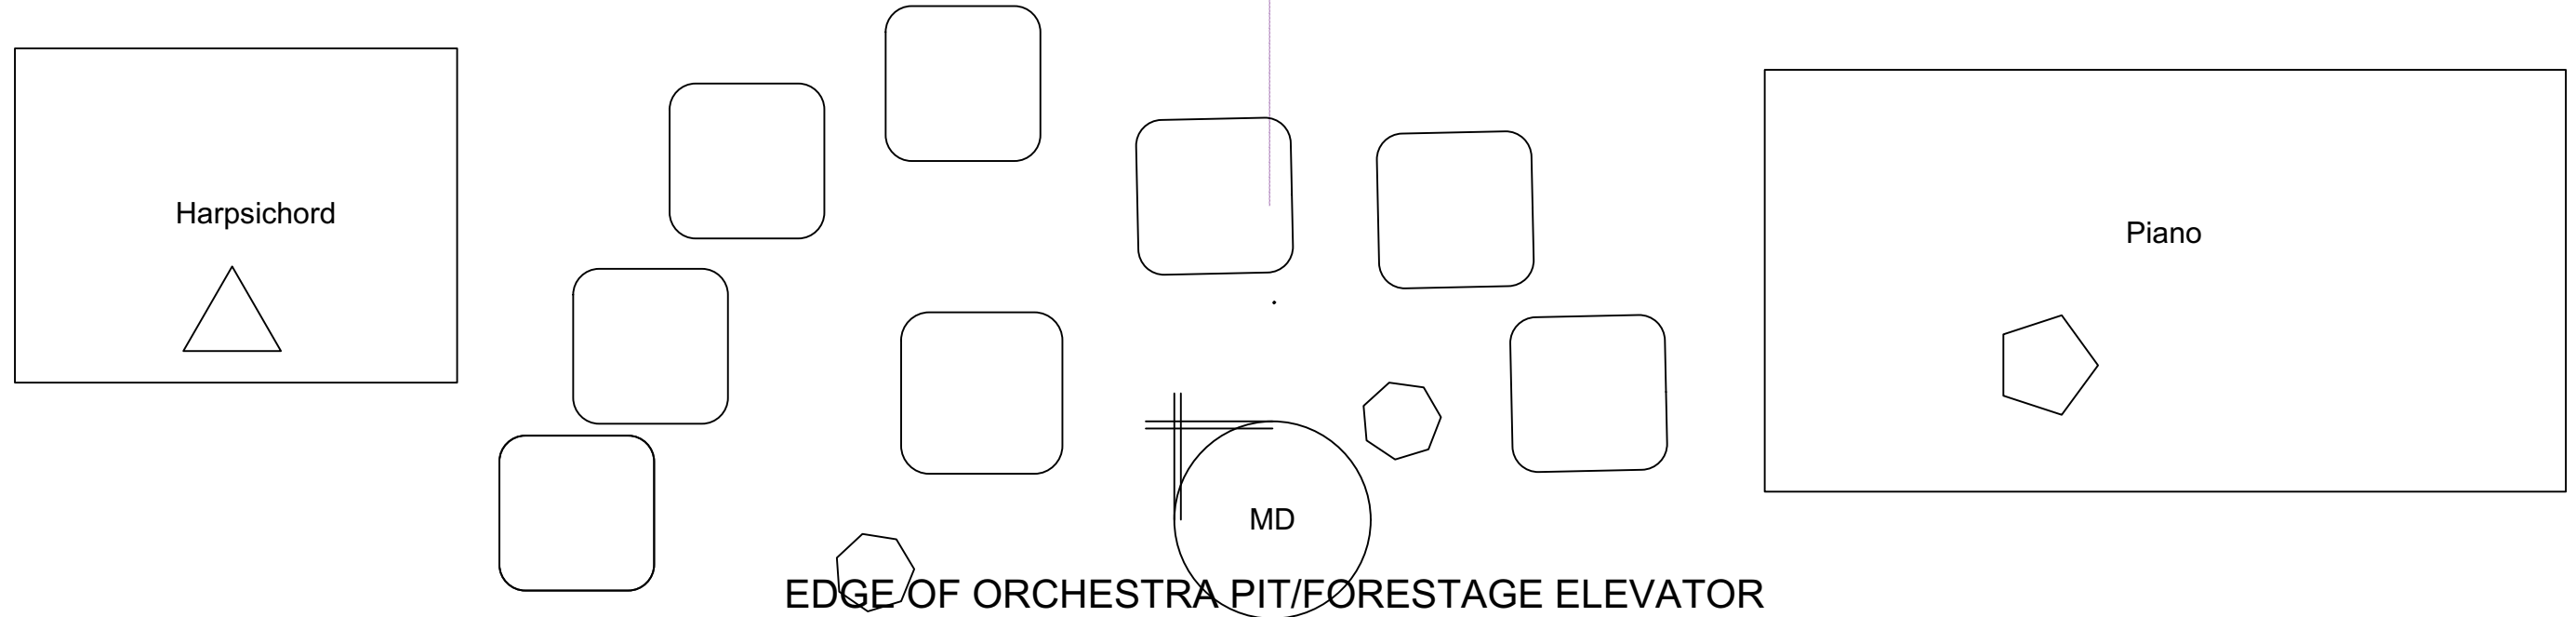 Harpsichord
Piano
MD
EDGE OF ORCHESTRA PIT/FORESTAGE ELEVATOR